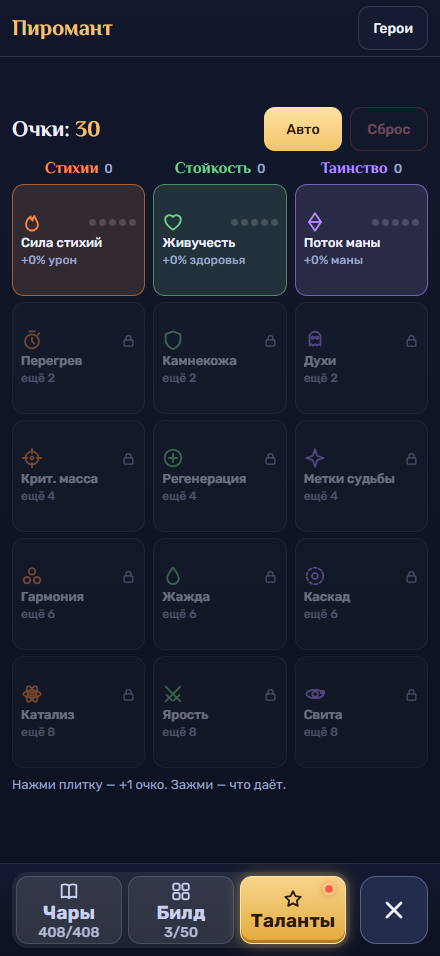 Пиромант
Герои
Очки: 30
Авто
Сброс
Стихии 0
Стойкость 0
Таинство 0
Сила стихий
+0% урон
Живучесть
+0% здоровья
Поток маны
+0% маны
Перегрев
ещё 2
Камнекожа
ещё 2
Духи
ещё 2
Крит. масса
ещё 4
Регенерация
ещё 4
Метки судьбы
ещё 4
Гармония
ещё 6
Жажда
ещё 6
Каскад
ещё 6
Катализ
ещё 8
Ярость
ещё 8
Свита
ещё 8
Нажми плитку — +1 очко. Зажми — что даёт.
Чары
408/408
Билд
3/50
Таланты